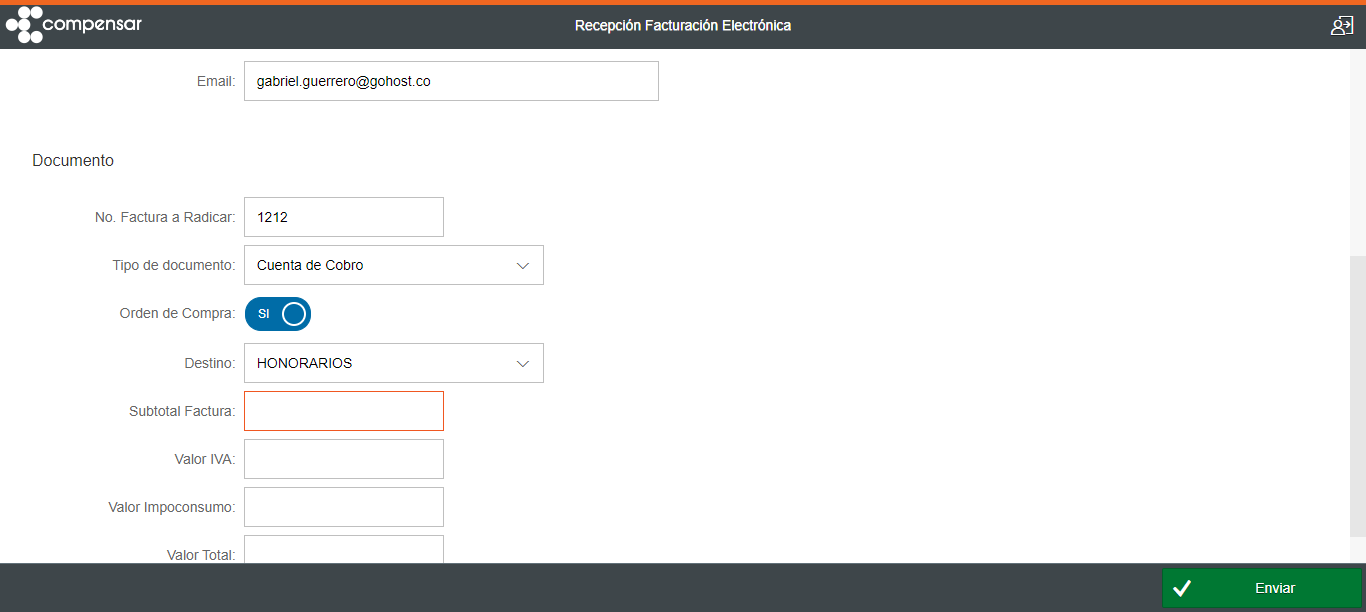 compensar
Recepción Facturación Electrónica
Email: gabriel.guerrero@gohost.co
Documento
No. Factura a Radicar: 1212
Tipo de documento: Cuenta de Cobro
Orden de Compra: SI
Destino: HONORARIOS
Subtotal Factura:
Valor IVA:
Valor Impoconsumo:
Valor Total:
Enviar